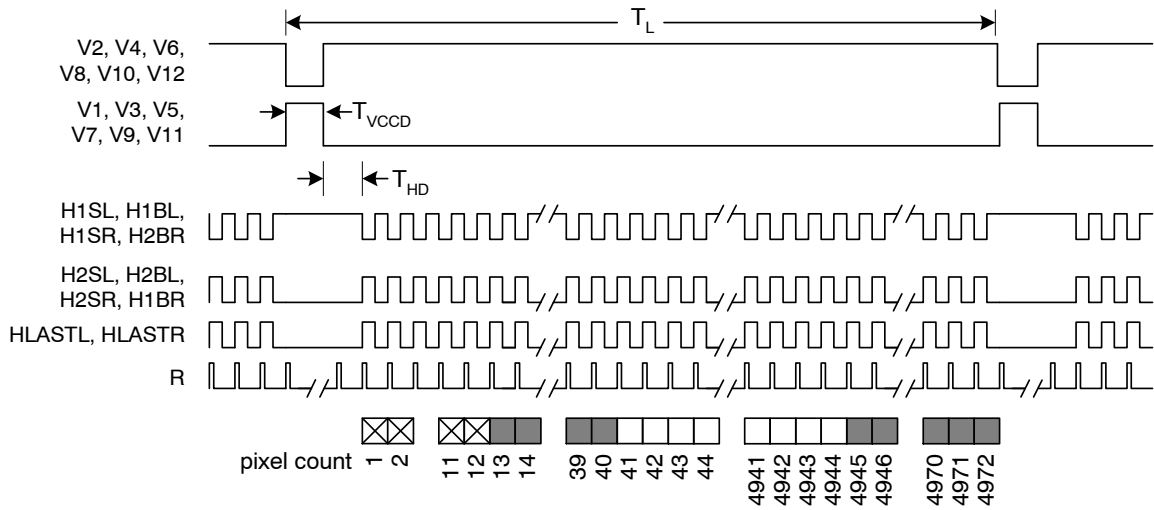 T_L
V2, V4, V6,
V8, V10, V12
V1, V3, V5,
V7, V9, V11
T_VCCD
T_HD
H1SL, H1BL,
H1SR, H2BR
H2SL, H2BL,
H2SR, H1BR
HLASTL, HLASTR
R
pixel count 1 2 11 12 13 14 39 40 41 42 43 44 4941 4942 4943 4944 4945 4946 4970 4971 4972